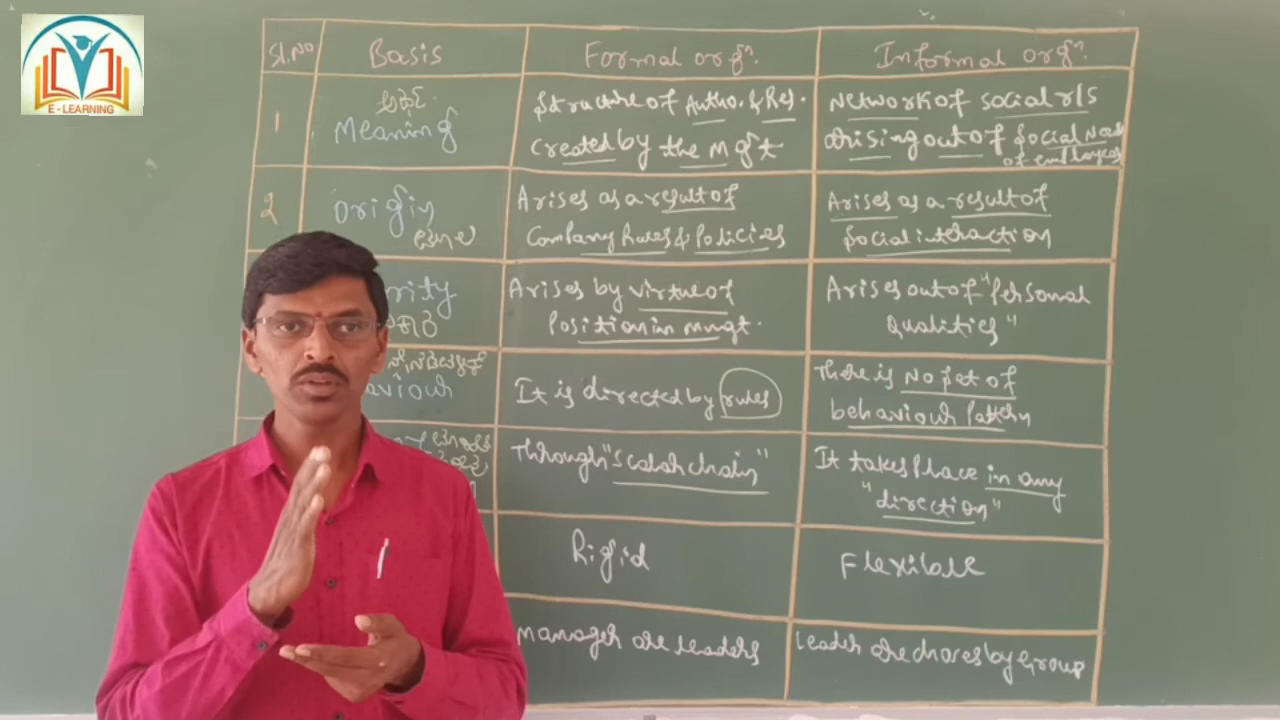 E - LEARNING
Sl.No Basis Formal orgn. Informal orgn.
1 ಅರ್ಥ
Meaning
Structure of Autho. & Res.
Created by the Mgt
Network of social r/s
arising out of social need
of employees
2 Origin
ಮೂಲ
Arises as a result of
Company Rules & Policies
Arises as a result of
social interaction
rity
Arises by virtue of
Position in mngt.
Arises out of "Personal
Qualities"
aviour
It is directed by rules
There is No set of
behaviour Pattern
Through "Scalar chain"
It takes place in any
"direction"
Rigid
Flexible
Manager are leaders
Leader are by Group